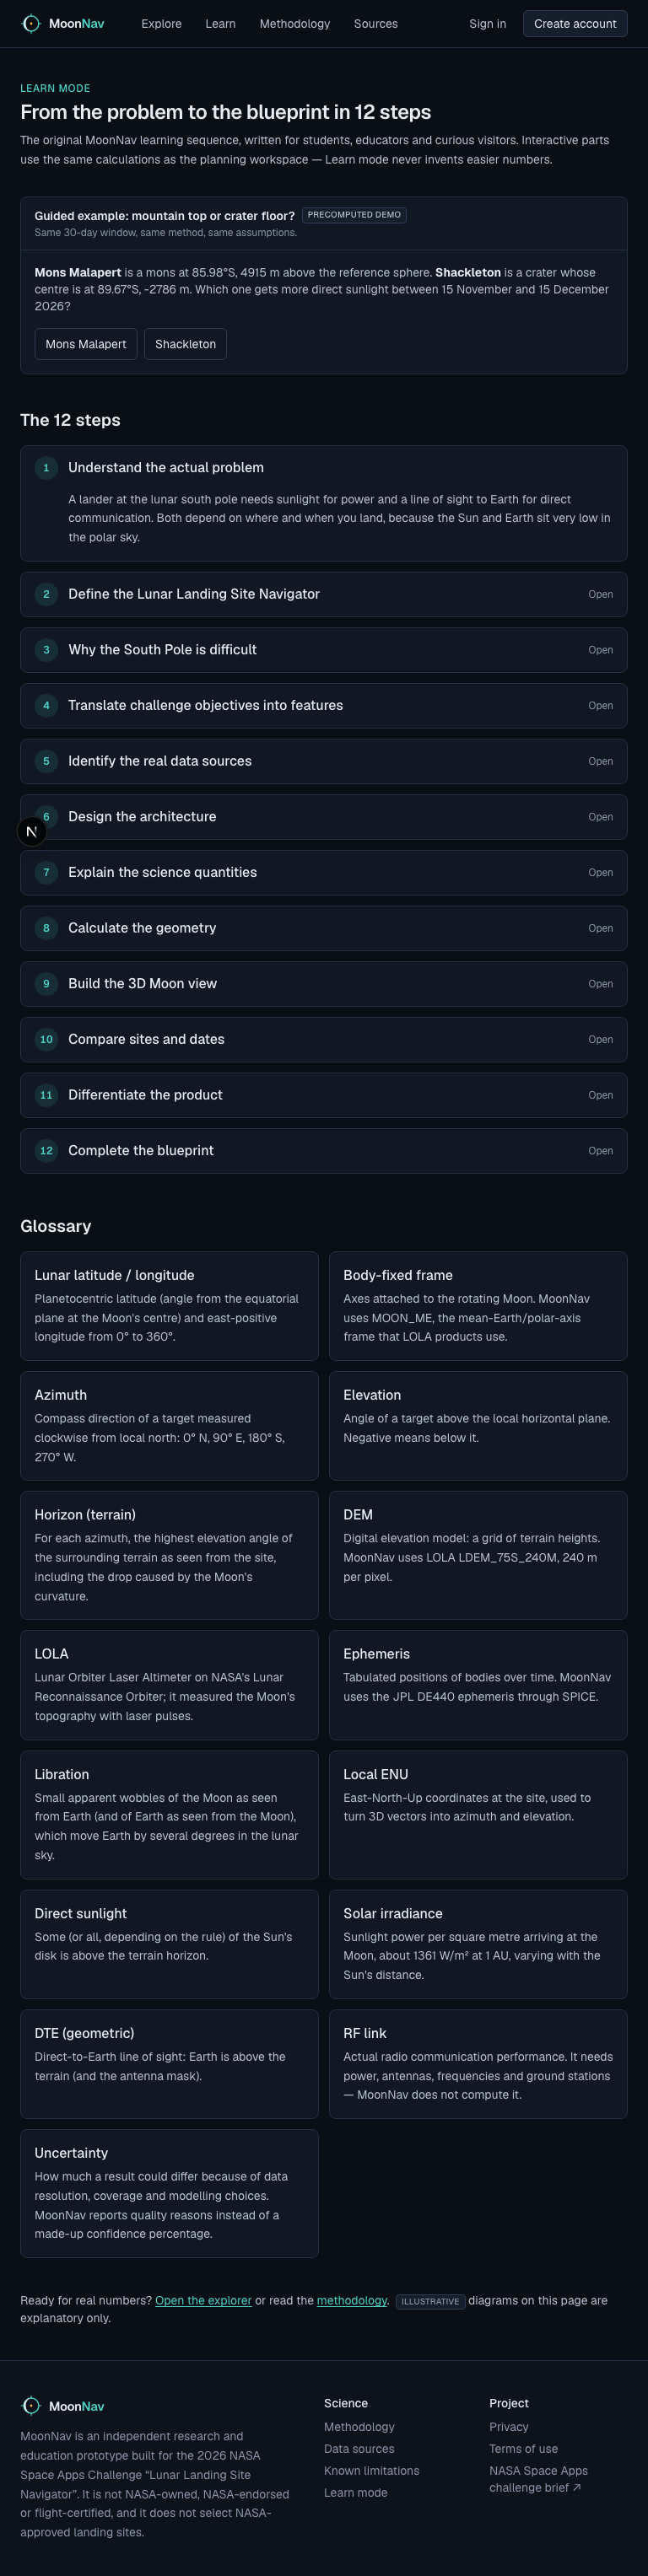 MoonNav
Explore
Learn
Methodology
Sources
Sign in
Create account
LEARN MODE
From the problem to the blueprint in 12 steps
The original MoonNav learning sequence, written for students, educators and curious visitors. Interactive parts
use the same calculations as the planning workspace — Learn mode never invents easier numbers.
Guided example: mountain top or crater floor? PRECOMPUTED DEMO
Same 30-day window, same method, same assumptions.
Mons Malapert is a mons at 85.98°S, 4915 m above the reference sphere. Shackleton is a crater whose
centre is at 89.67°S, -2786 m. Which one gets more direct sunlight between 15 November and 15 December
2026?
Mons Malapert
Shackleton
The 12 steps
1 Understand the actual problem
A lander at the lunar south pole needs sunlight for power and a line of sight to Earth for direct
communication. Both depend on where and when you land, because the Sun and Earth sit very low in
the polar sky.
2 Define the Lunar Landing Site Navigator Open
3 Why the South Pole is difficult Open
4 Translate challenge objectives into features Open
5 Identify the real data sources Open
6 Design the architecture Open
N
7 Explain the science quantities Open
8 Calculate the geometry Open
9 Build the 3D Moon view Open
10 Compare sites and dates Open
11 Differentiate the product Open
12 Complete the blueprint Open
Glossary
Lunar latitude / longitude
Planetocentric latitude (angle from the equatorial
plane at the Moon's centre) and east-positive
longitude from 0° to 360°.
Body-fixed frame
Axes attached to the rotating Moon. MoonNav
uses MOON_ME, the mean-Earth/polar-axis
frame that LOLA products use.
Azimuth
Compass direction of a target measured
clockwise from local north: 0° N, 90° E, 180° S,
270° W.
Elevation
Angle of a target above the local horizontal plane.
Negative means below it.
Horizon (terrain)
For each azimuth, the highest elevation angle of
the surrounding terrain as seen from the site,
including the drop caused by the Moon's
curvature.
DEM
Digital elevation model: a grid of terrain heights.
MoonNav uses LOLA LDEM_75S_240M, 240 m
per pixel.
LOLA
Lunar Orbiter Laser Altimeter on NASA's Lunar
Reconnaissance Orbiter; it measured the Moon's
topography with laser pulses.
Ephemeris
Tabulated positions of bodies over time. MoonNav
uses the JPL DE440 ephemeris through SPICE.
Libration
Small apparent wobbles of the Moon as seen
from Earth (and of Earth as seen from the Moon),
which move Earth by several degrees in the lunar
sky.
Local ENU
East-North-Up coordinates at the site, used to
turn 3D vectors into azimuth and elevation.
Direct sunlight
Some (or all, depending on the rule) of the Sun's
disk is above the terrain horizon.
Solar irradiance
Sunlight power per square metre arriving at the
Moon, about 1361 W/m² at 1 AU, varying with the
Sun's distance.
DTE (geometric)
Direct-to-Earth line of sight: Earth is above the
terrain (and the antenna mask).
RF link
Actual radio communication performance. It needs
power, antennas, frequencies and ground stations
— MoonNav does not compute it.
Uncertainty
How much a result could differ because of data
resolution, coverage and modelling choices.
MoonNav reports quality reasons instead of a
made-up confidence percentage.
Ready for real numbers? Open the explorer or read the methodology. ILLUSTRATIVE diagrams on this page are
explanatory only.
MoonNav
MoonNav is an independent research and
education prototype built for the 2026 NASA
Space Apps Challenge “Lunar Landing Site
Navigator”. It is not NASA-owned, NASA-endorsed
or flight-certified, and it does not select NASA-
approved landing sites.
Science
Methodology
Data sources
Known limitations
Learn mode
Project
Privacy
Terms of use
NASA Space Apps
challenge brief ↗